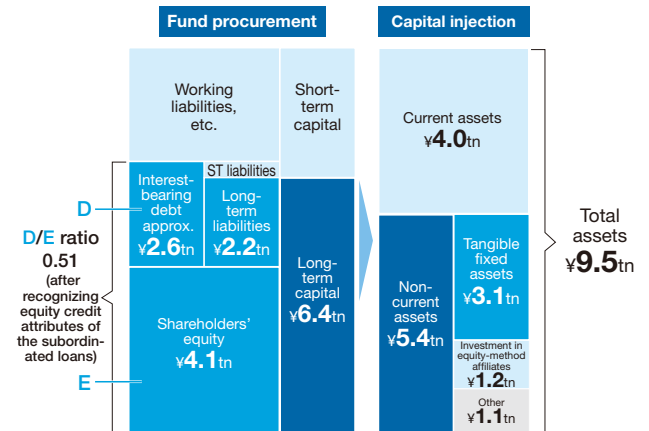 Fund procurement
Capital injection
Working
liabilities,
etc.
Short-
term
capital
ST liabilities
Interest-
bearing
debt
approx.
¥2.6tn
Long-
term
liabilities
¥2.2tn
Shareholders'
equity
¥4.1tn
Long-
term
capital
¥6.4tn
D
D/E ratio
0.51
(after
recognizing
equity credit
attributes of
the subordin-
ated loans)
E
Current assets
¥4.0tn
Non-
current
assets
¥5.4tn
Tangible
fixed
assets
¥3.1tn
Investment in
equity-method
affiliates
¥1.2tn
Other
¥1.1tn
Total
assets
¥9.5tn